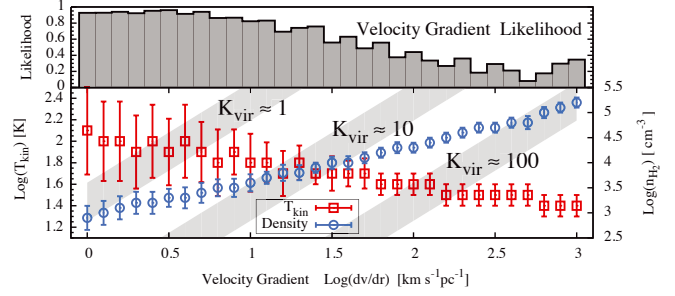 Velocity Gradient Likelihood
Likelihood
1
0.8
0.6
0.4
0.2
0
2.4
2.2
2
1.8
1.6
1.4
1.2
Log(T_kin) [K]
5.5
5
4.5
4
3.5
3
2.5
Log(n_H2) [ cm^-3 ]
K_vir ≈ 1
K_vir ≈ 10
K_vir ≈ 100
T_kin
Density
0 0.5 1 1.5 2 2.5 3
Velocity Gradient Log(dv/dr) [km s^-1 pc^-1]